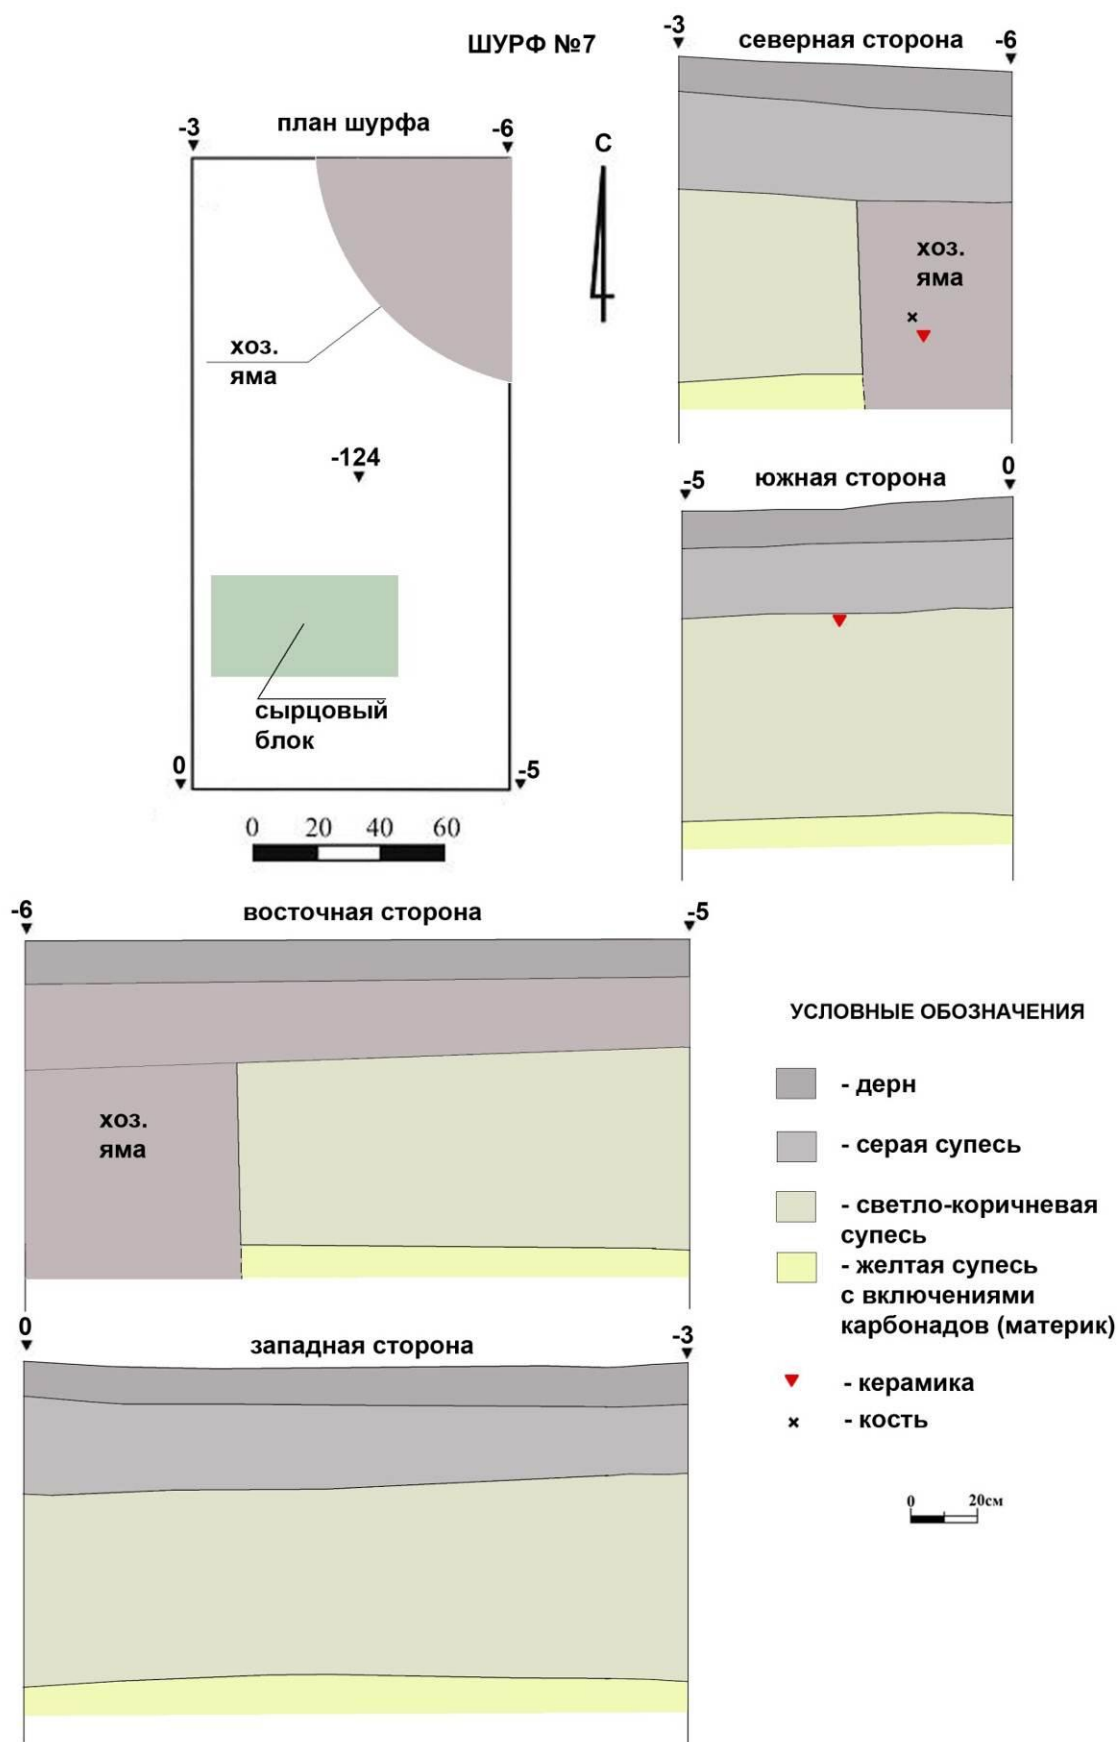 ШУРФ №7
план шурфа
-3
-6
С
хоз.
яма
-124
сырцовый
блок
0
-5
0 20 40 60
северная сторона
-3
-6
хоз.
яма
южная сторона
-5
0
восточная сторона
-6
-5
хоз.
яма
западная сторона
0
-3
УСЛОВНЫЕ ОБОЗНАЧЕНИЯ
- дерн
- серая супесь
- светло-коричневая
супесь
- желтая супесь
с включениями
карбонадов (материк)
- керамика
- кость
0 20см